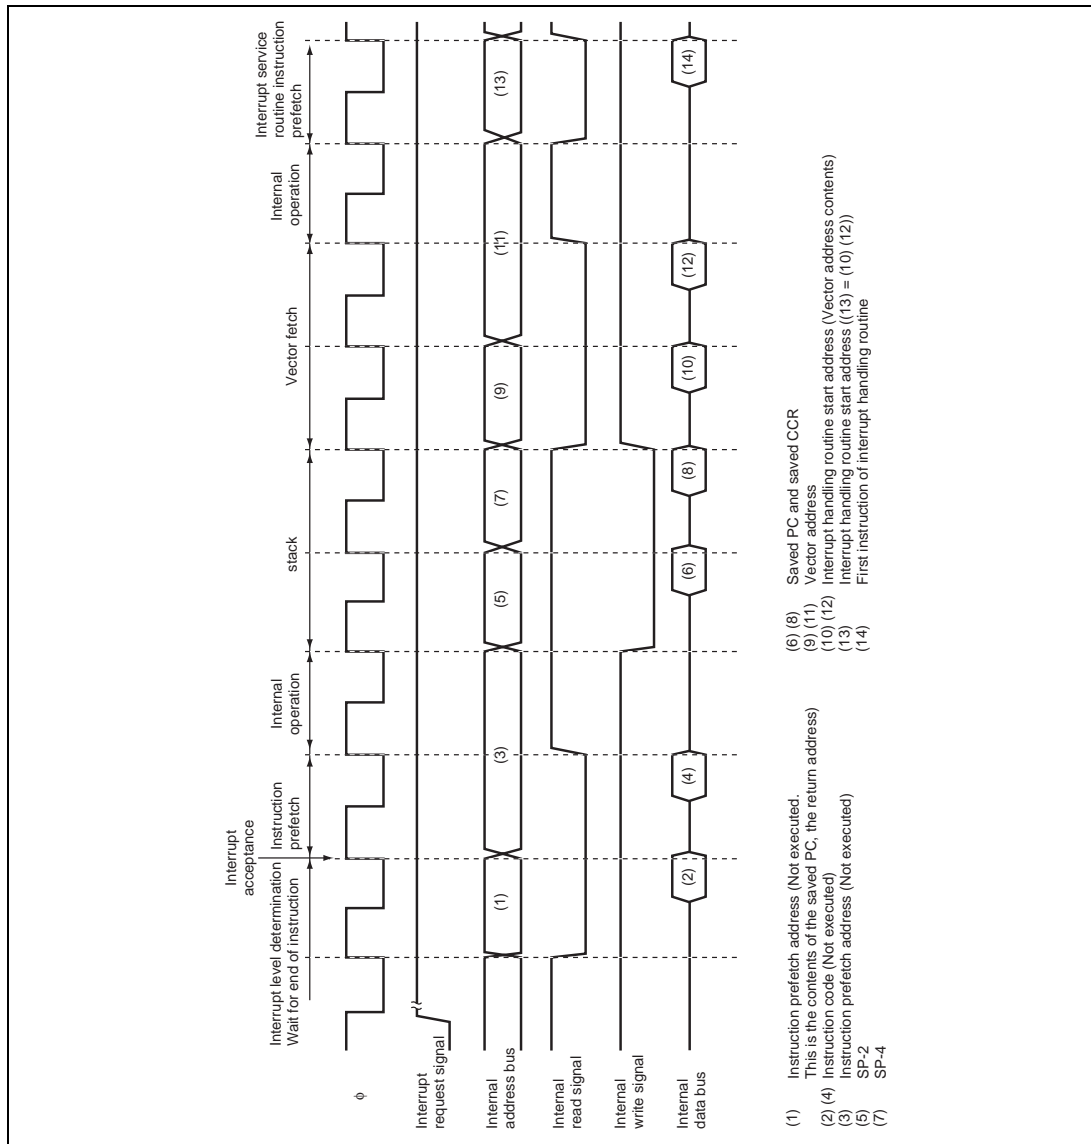 Interrupt
acceptance
Interrupt level determination
Wait for end of instruction
Instruction
prefetch
Internal
operation
stack
Vector fetch
Internal
operation
Interrupt service
routine instruction
prefetch
φ
Interrupt
request signal
Internal
address bus
(1)
(3)
(5)
(7)
(9)
(11)
(13)
Internal
read signal
Internal
write signal
Internal
data bus
(2)
(4)
(6)
(8)
(10)
(12)
(14)
(1) Instruction prefetch address (Not executed.
This is the contents of the saved PC, the return address)
(2) (4) Instruction code (Not executed)
(3) Instruction prefetch address (Not executed)
(5) SP-2
(7) SP-4
(6) (8) Saved PC and saved CCR
(9) (11) Vector address
(10) (12) Interrupt handling routine start address (Vector address contents)
(13) Interrupt handling routine start address ((13) = (10) (12))
(14) First instruction of interrupt handling routine